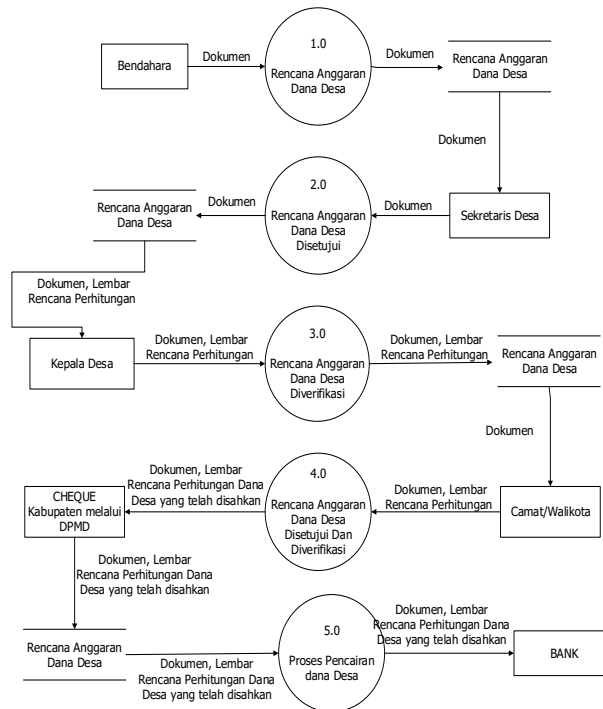 Bendahara
Dokumen
1.0
Rencana Anggaran
Dana Desa
Dokumen
Rencana Anggaran
Dana Desa
Dokumen
Rencana Anggaran
Dana Desa
Dokumen
2.0
Rencana Anggaran
Dana Desa
Disetujui
Dokumen
Sekretaris Desa
Dokumen, Lembar
Rencana Perhitungan
Kepala Desa
Dokumen, Lembar
Rencana Perhitungan
3.0
Rencana Anggaran
Dana Desa
Diverifikasi
Dokumen, Lembar
Rencana Perhitungan
Rencana Anggaran
Dana Desa
Dokumen
CHEQUE
Kabupaten melalui
DPMD
Dokumen, Lembar
Rencana Perhitungan Dana
Desa yang telah disahkan
4.0
Rencana Anggaran
Dana Desa
Disetujui Dan
Diverifikasi
Dokumen, Lembar
Rencana Perhitungan
Camat/Walikota
Dokumen, Lembar
Rencana Perhitungan Dana
Desa yang telah disahkan
Rencana Anggaran
Dana Desa
Dokumen, Lembar
Rencana Perhitungan Dana
Desa yang telah disahkan
5.0
Proses Pencairan
dana Desa
Dokumen, Lembar
Rencana Perhitungan Dana
Desa yang telah disahkan
BANK